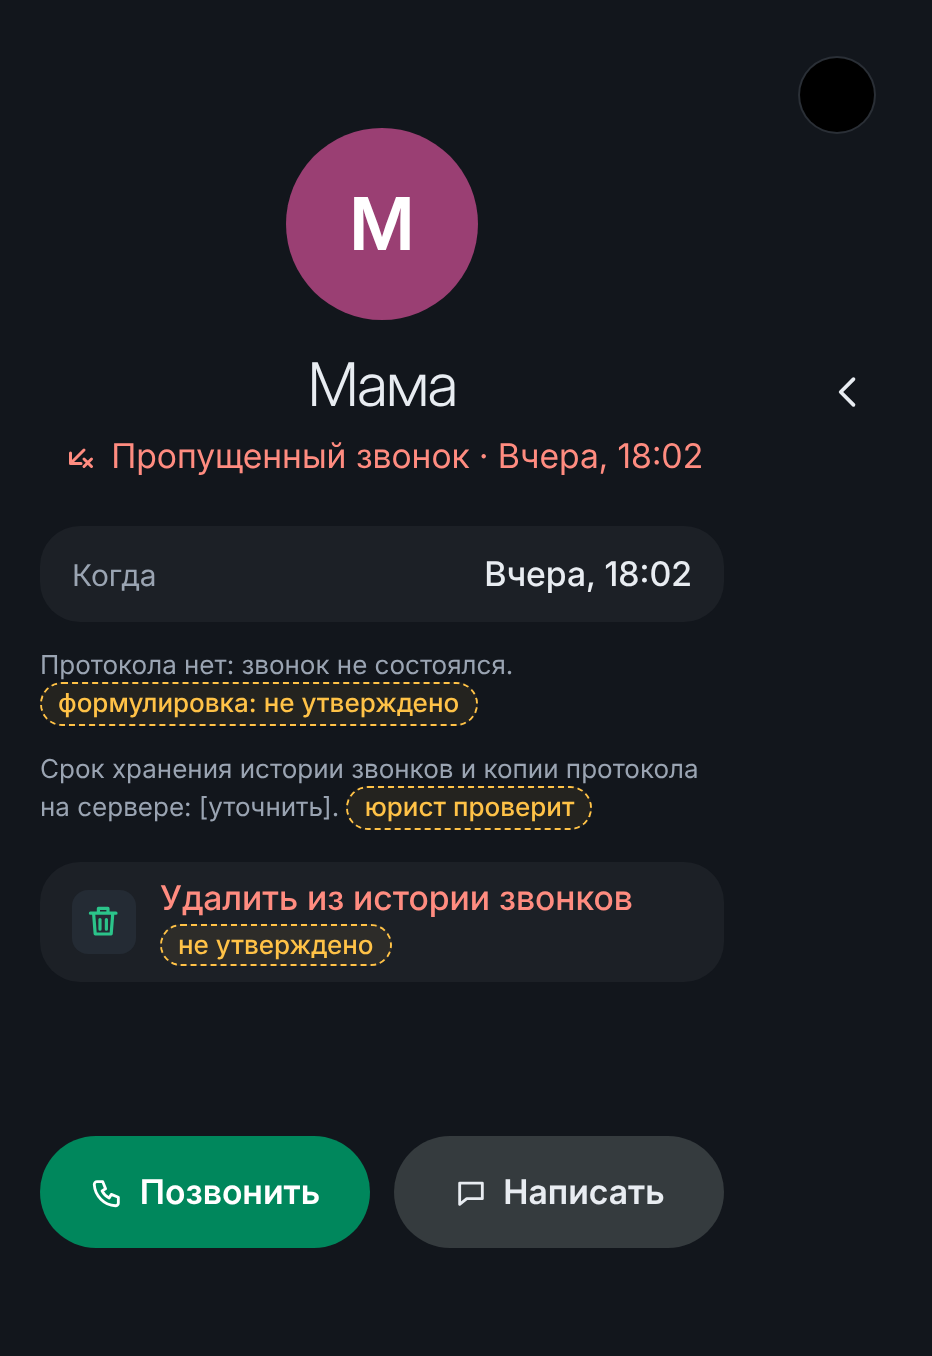 М
Мама
Пропущенный звонок · Вчера, 18:02
Когда
Вчера, 18:02
Протокола нет: звонок не состоялся.
формулировка: не утверждено
Срок хранения истории звонков и копии протокола
на сервере: [уточнить]. юрист проверит
Удалить из истории звонков
не утверждено
Позвонить
Написать